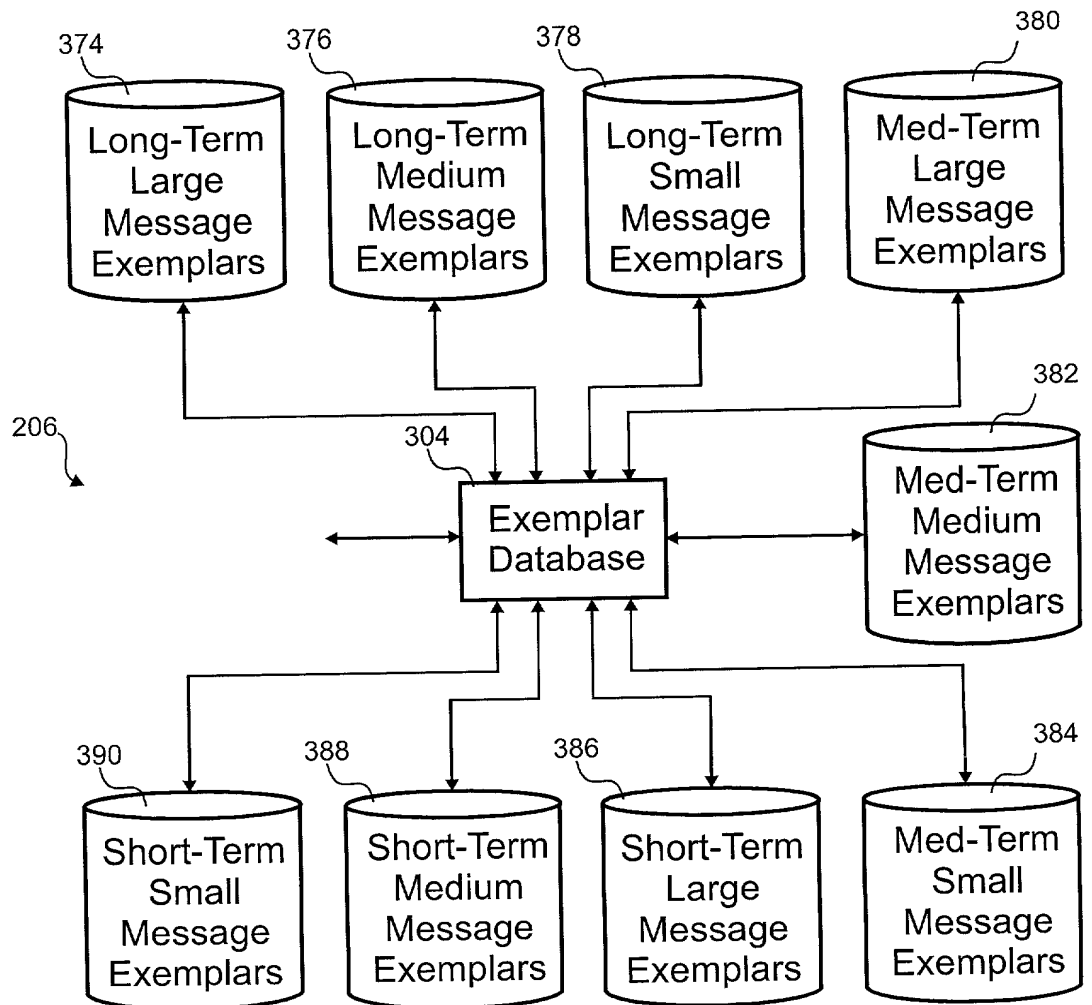 374
376
378
380
Long-Term
Large
Message
Exemplars
Long-Term
Medium
Message
Exemplars
Long-Term
Small
Message
Exemplars
Med-Term
Large
Message
Exemplars
206
304
382
Exemplar
Database
Med-Term
Medium
Message
Exemplars
390
388
386
384
Short-Term
Small
Message
Exemplars
Short-Term
Medium
Message
Exemplars
Short-Term
Large
Message
Exemplars
Med-Term
Small
Message
Exemplars